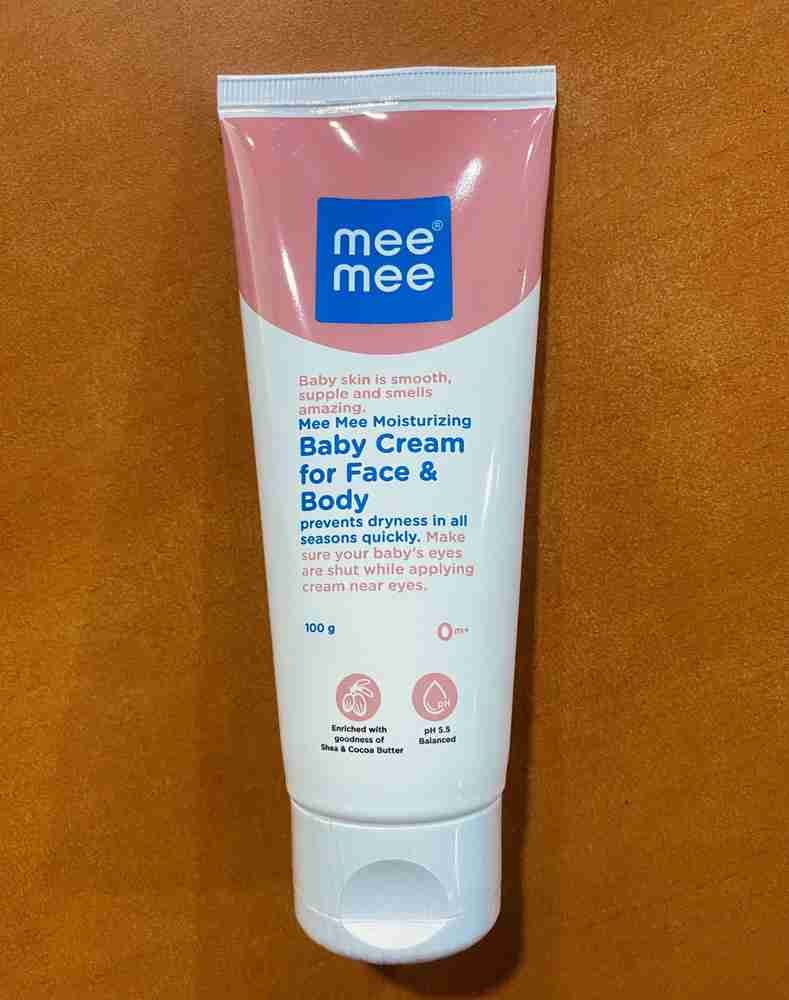 mee®
mee
Baby skin is smooth,
supple and smells
amazing.
Mee Mee Moisturizing
Baby Cream
for Face &
Body
prevents dryness in all
seasons quickly. Make
sure your baby's eyes
are shut while applying
cream near eyes.
100 g
0m+
pH
Enriched with
goodness of
Shea & Cocoa Butter
pH 5.5
Balanced